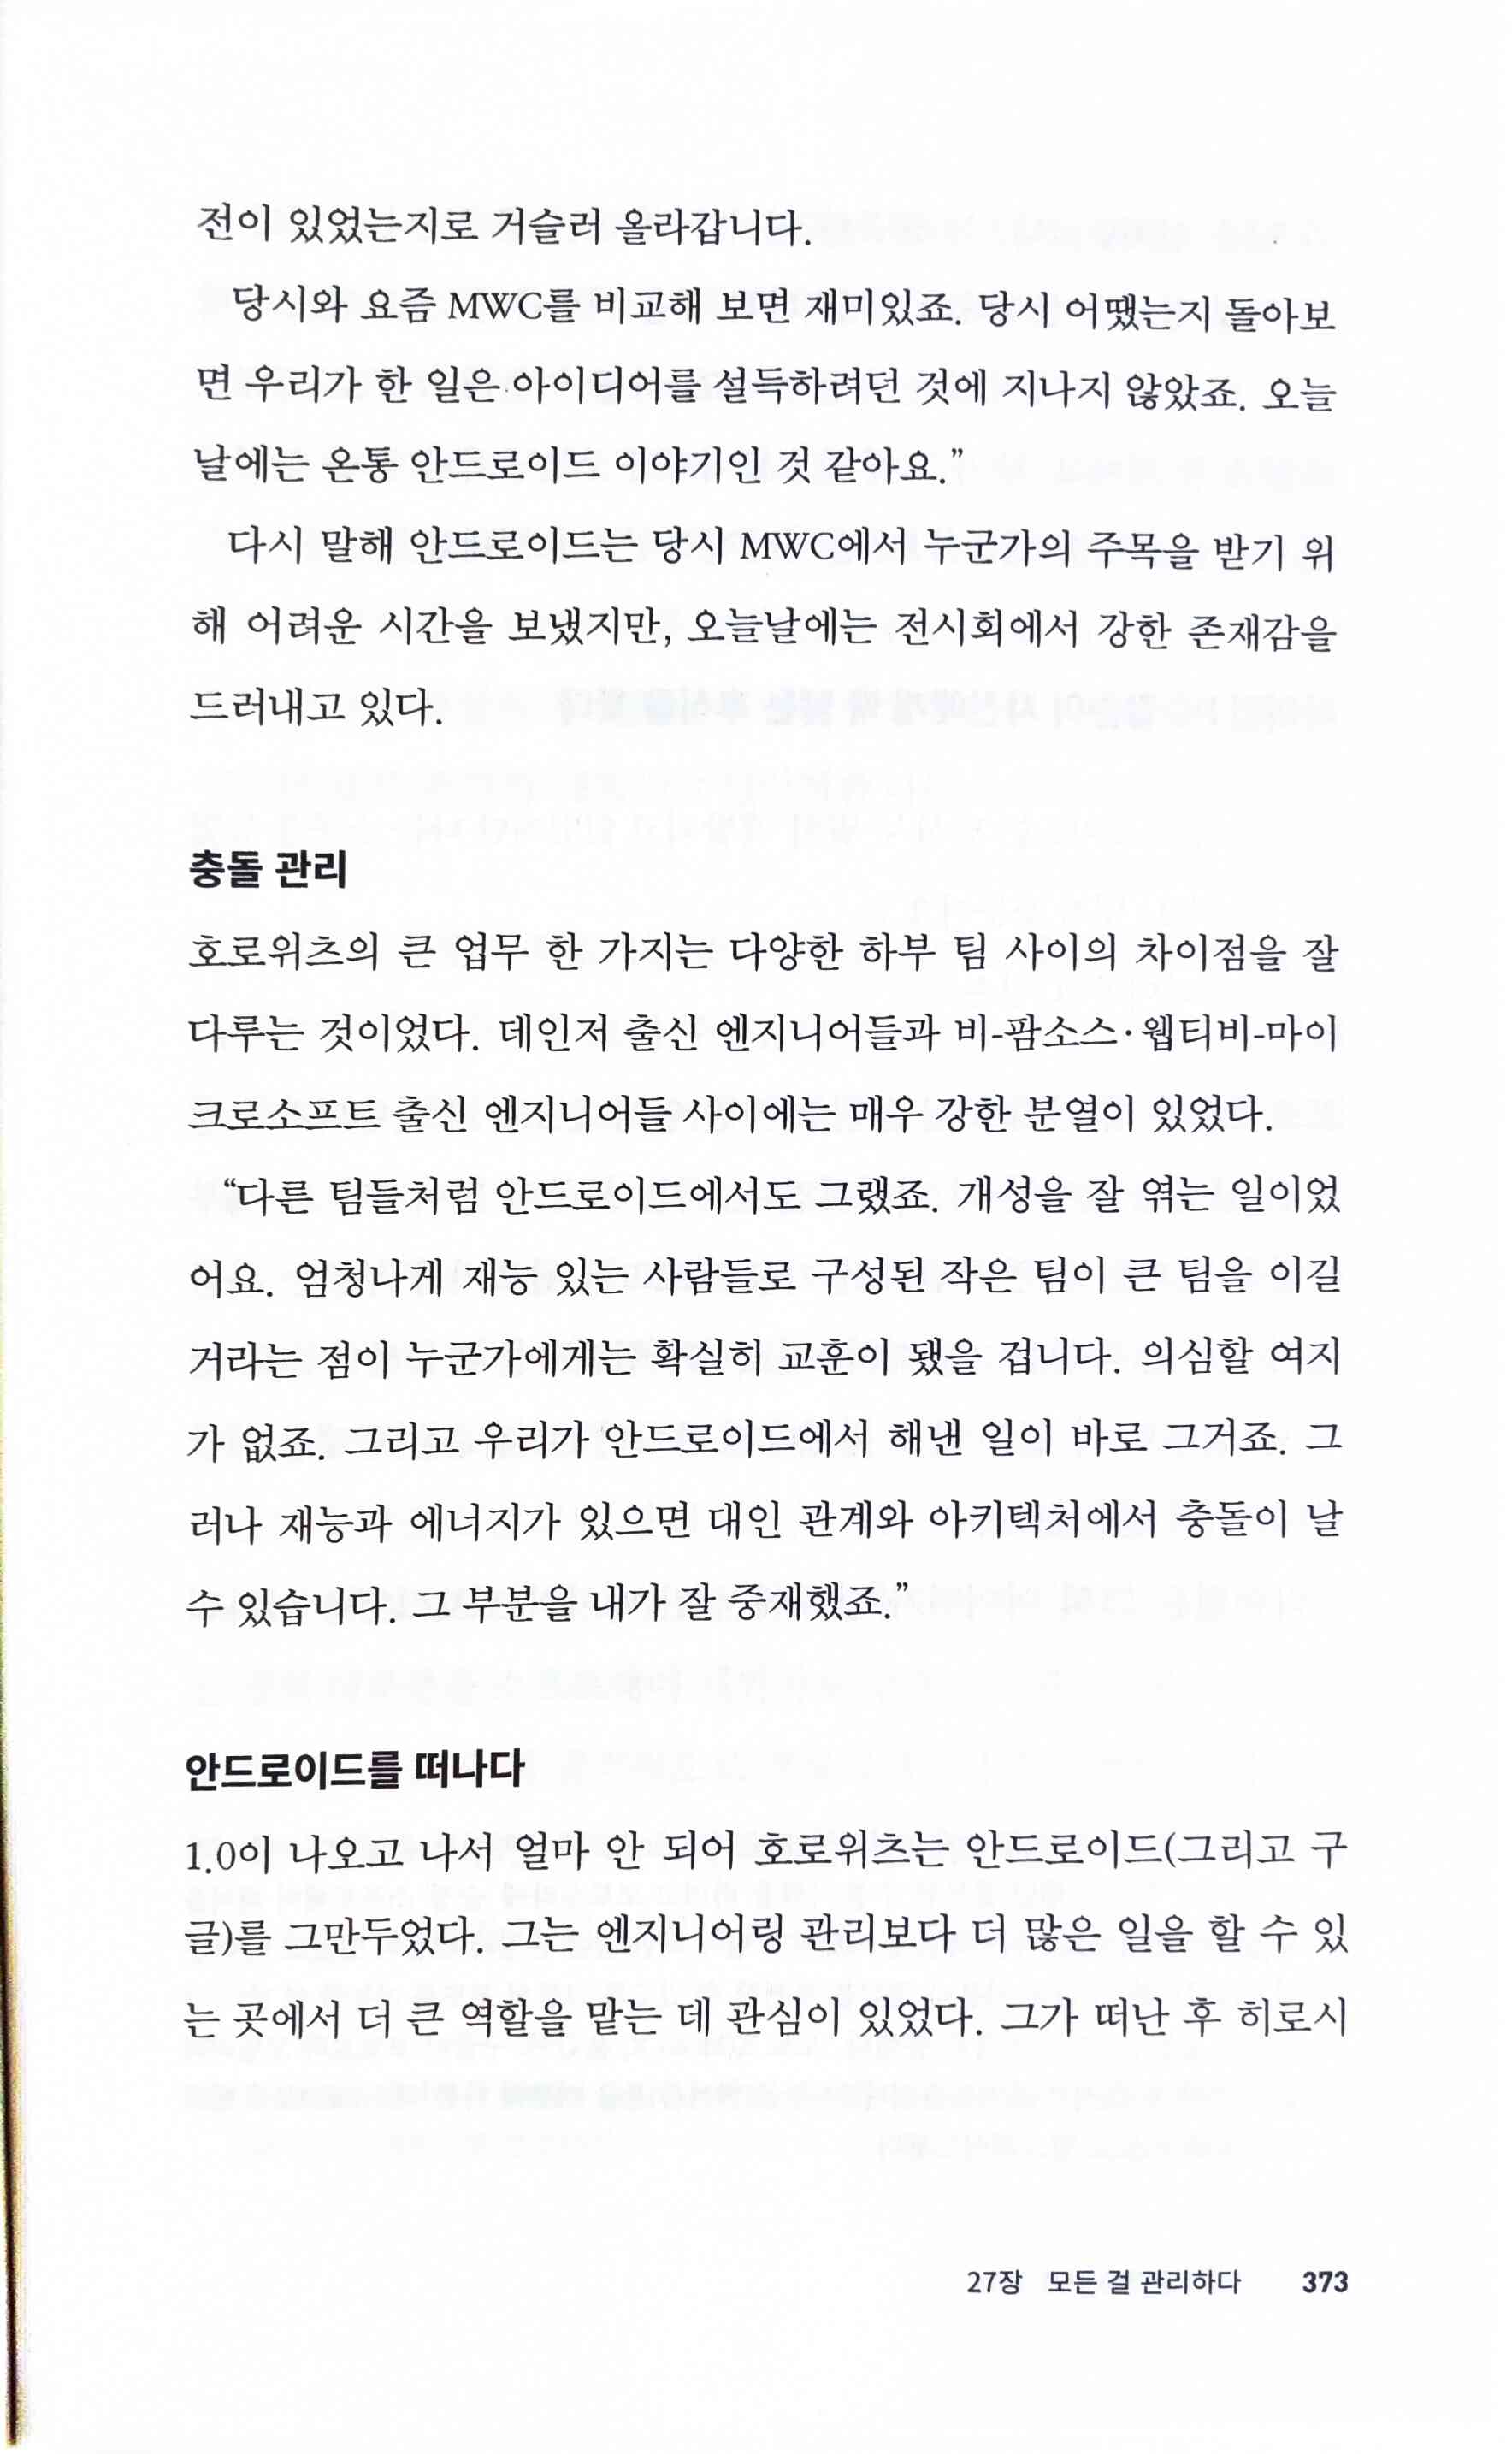 전이 있었는지로 거슬러 올라갑니다.
당시와 요즘 MWC를 비교해 보면 재미있죠. 당시 어땠는지 돌아보
면 우리가 한 일은 아이디어를 설득하려던 것에 지나지 않았죠. 오늘
날에는 온통 안드로이드 이야기인 것 같아요.”
다시 말해 안드로이드는 당시 MWC에서 누군가의 주목을 받기 위
해 어려운 시간을 보냈지만, 오늘날에는 전시회에서 강한 존재감을
드러내고 있다.
충돌 관리
호로위츠의 큰 업무 한 가지는 다양한 하부 팀 사이의 차이점을 잘
다루는 것이었다. 데인저 출신 엔지니어들과 비-팜소스·웹티비-마이
크로소프트 출신 엔지니어들 사이에는 매우 강한 분열이 있었다.
“다른 팀들처럼 안드로이드에서도 그랬죠. 개성을 잘 엮는 일이었
어요. 엄청나게 재능 있는 사람들로 구성된 작은 팀이 큰 팀을 이길
거라는 점이 누군가에게는 확실히 교훈이 됐을 겁니다. 의심할 여지
가 없죠. 그리고 우리가 안드로이드에서 해낸 일이 바로 그거죠. 그
러나 재능과 에너지가 있으면 대인 관계와 아키텍처에서 충돌이 날
수 있습니다. 그 부분을 내가 잘 중재했죠.”
안드로이드를 떠나다
1.0이 나오고 나서 얼마 안 되어 호로위츠는 안드로이드(그리고 구
글)를 그만두었다. 그는 엔지니어링 관리보다 더 많은 일을 할 수 있
는 곳에서 더 큰 역할을 맡는 데 관심이 있었다. 그가 떠난 후 히로시
27장 모든 걸 관리하다 373